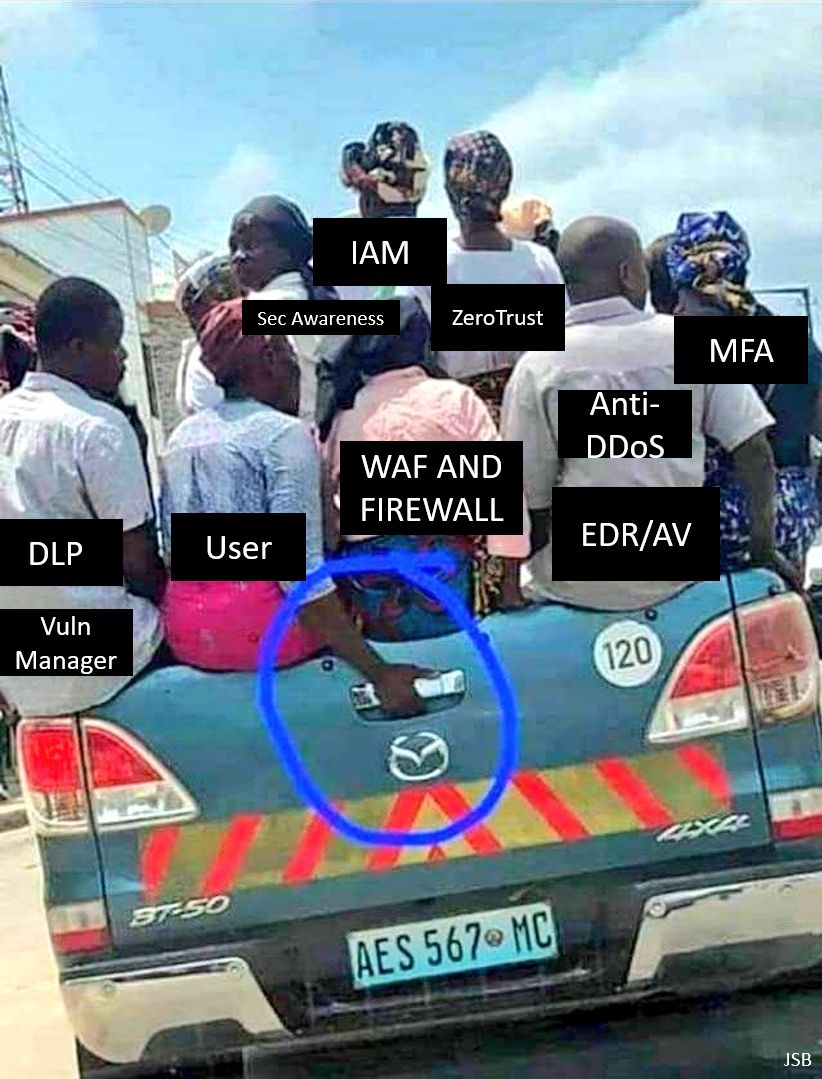 IAM
Sec Awareness
ZeroTrust
MFA
Anti-
DDoS
WAF AND
FIREWALL
EDR/AV
DLP
User
Vuln
Manager
120
4X4
BT-50
AES 567 MC
JSB